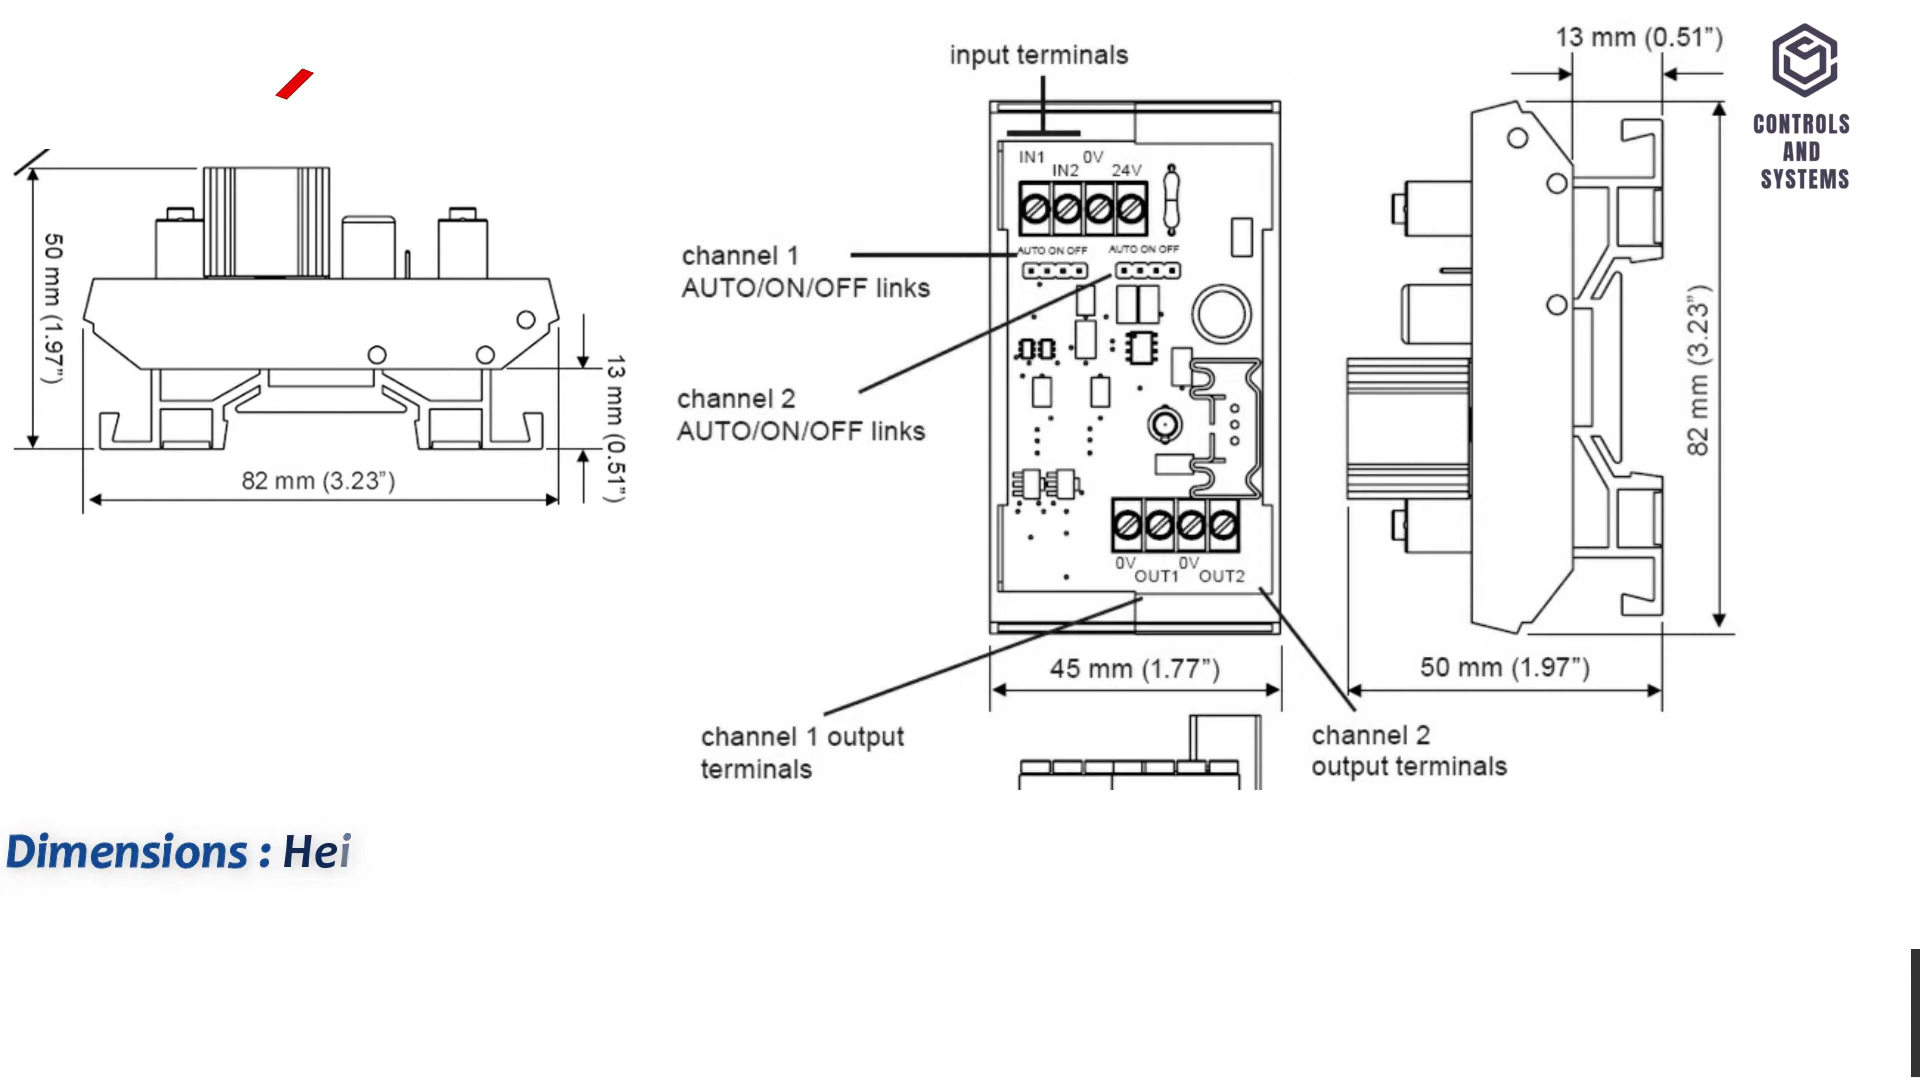 input terminals
13 mm (0.51”)
CONTROLS
AND
SYSTEMS
50 mm (1.97”)
82 mm (3.23”)
13 mm (0.51”)
IN1
0V
IN2
24V
AUTO ON OFF
AUTO ON OFF
channel 1
AUTO/ON/OFF links
channel 2
AUTO/ON/OFF links
0V
0V
OUT1
OUT2
82 mm (3.23”)
45 mm (1.77”)
50 mm (1.97”)
channel 1 output
terminals
channel 2
output terminals
Dimensions : Hei